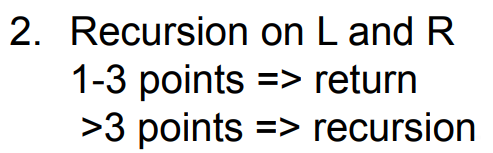 2. Recursion on L and R
1-3 points => return
>3 points => recursion